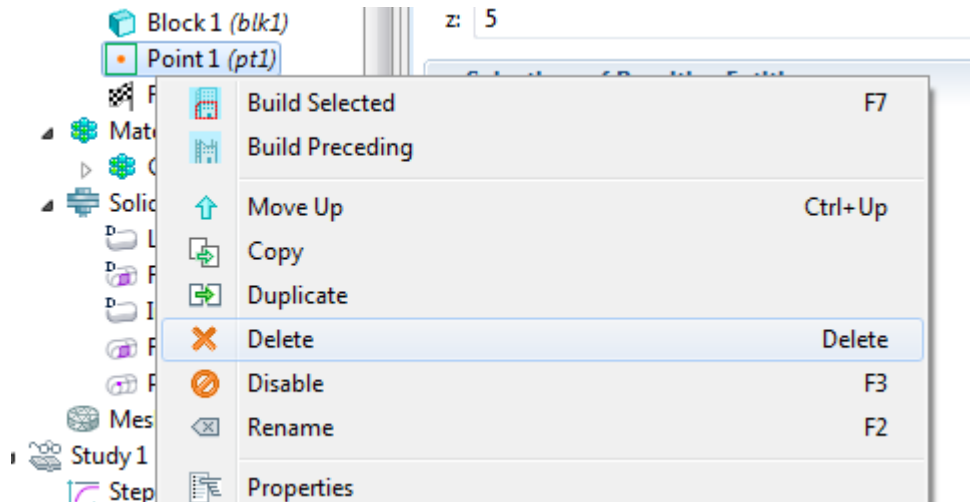 Block 1 (blk1)
z: 5
Point 1 (pt1)
Build Selected F7
Build Preceding
Move Up Ctrl+Up
Copy
Duplicate
Delete Delete
Disable F3
Rename F2
Study 1
Step
Properties